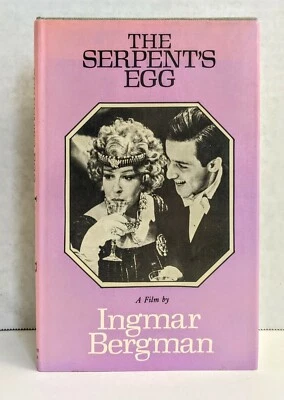 THE
SERPENT'S
EGG
A Film by
Ingmar
Bergman